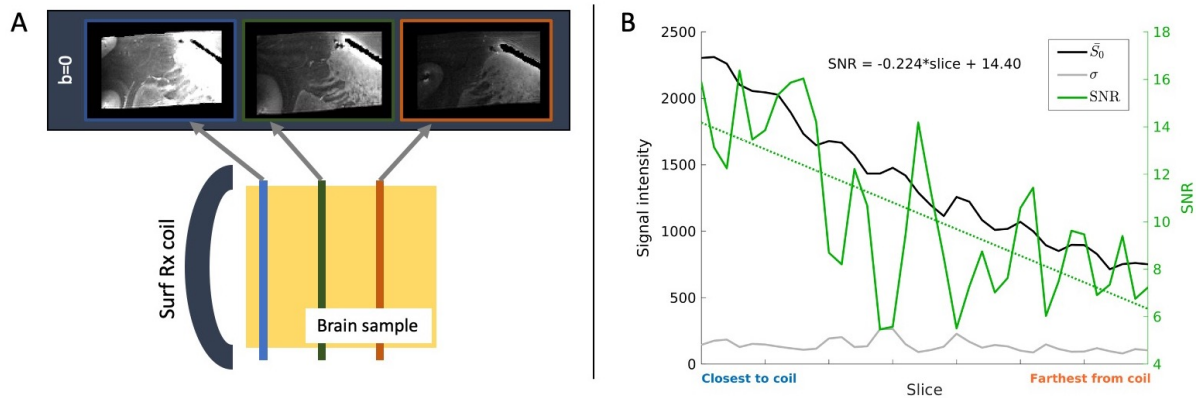 A
b=0
Surf Rx coil
Brain sample
B
SNR = -0.224*slice + 14.40
S̄₀
σ
SNR
Signal intensity
2500
2000
1500
1000
500
0
SNR
18
16
14
12
10
8
6
4
Closest to coil
Slice
Farthest from coil